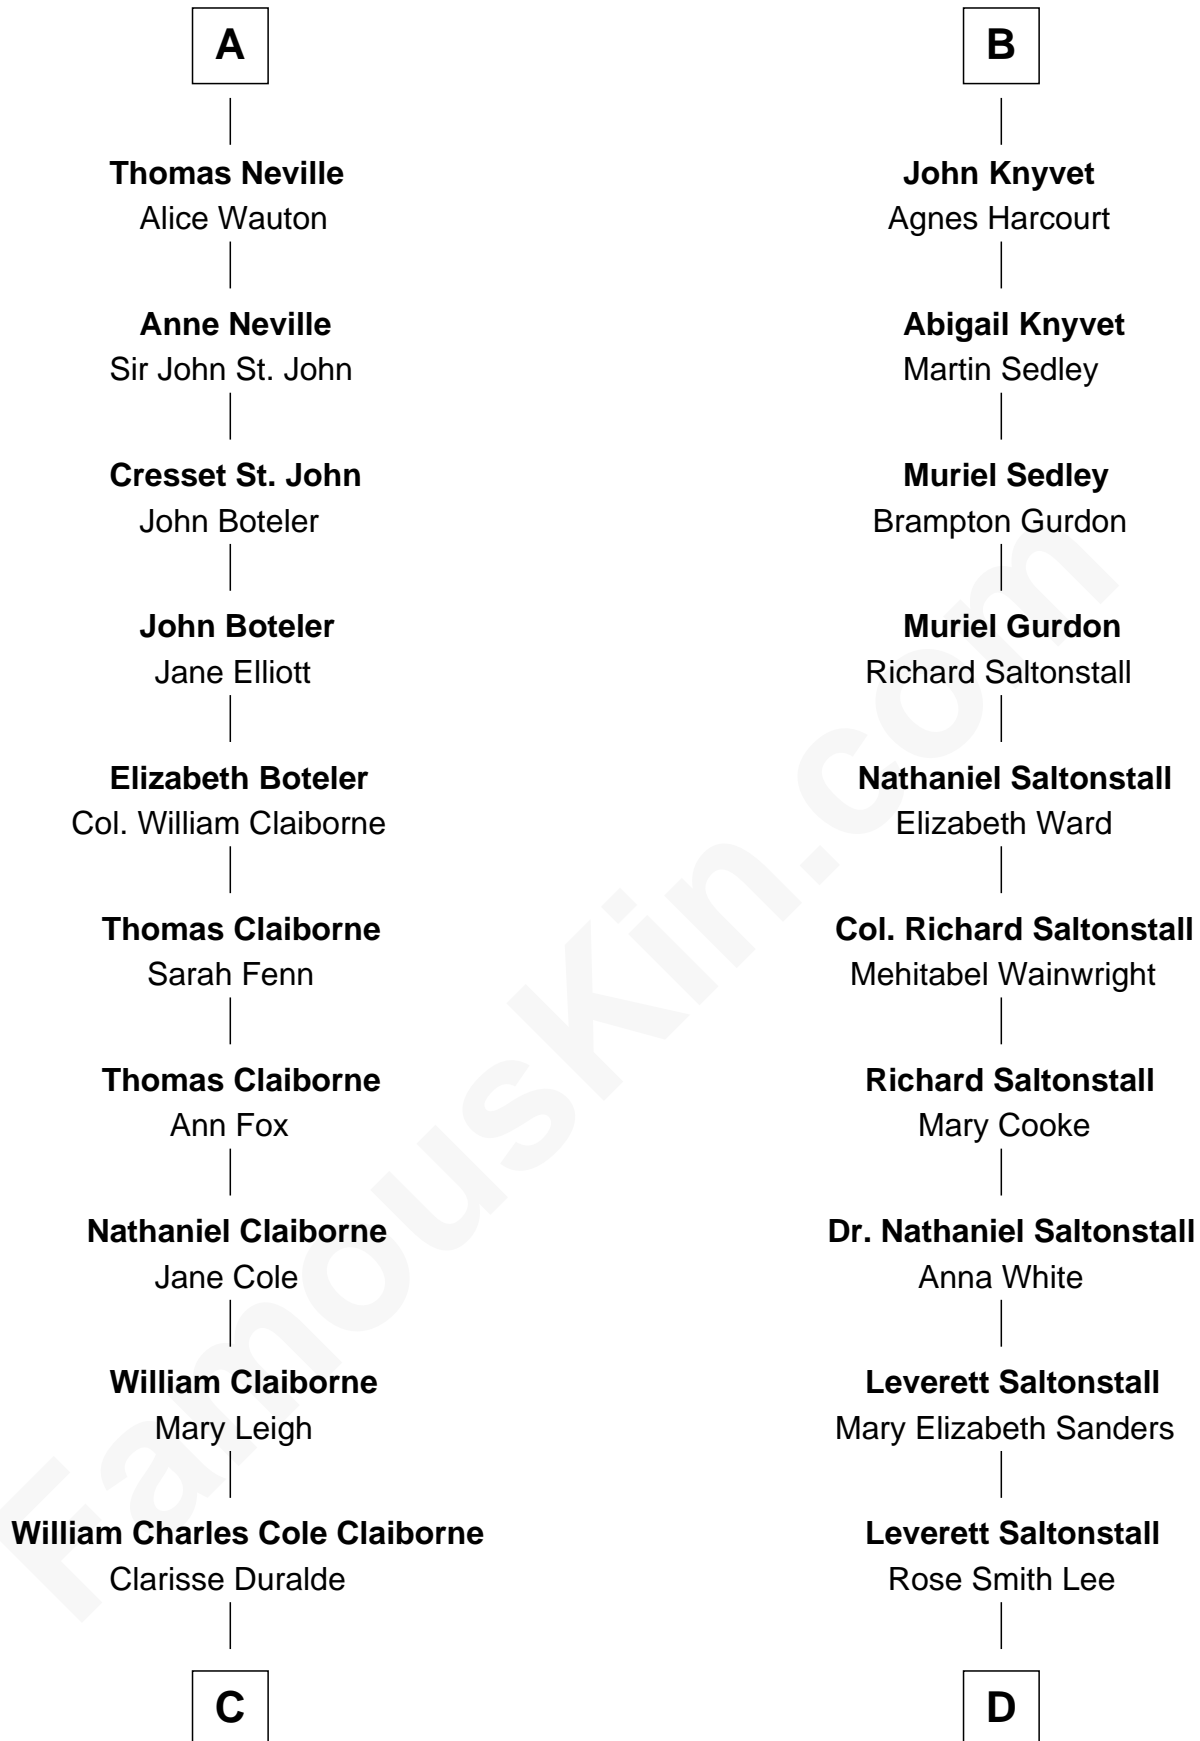 A
Thomas Neville
Alice Wauton
Anne Neville
Sir John St. John
Cresset St. John
John Boteler
John Boteler
Jane Elliott
Elizabeth Boteler
Col. William Claiborne
Thomas Claiborne
Sarah Fenn
Thomas Claiborne
Ann Fox
Nathaniel Claiborne
Jane Cole
William Claiborne
Mary Leigh
William Charles Cole Claiborne
Clarisse Duralde
C
B
John Knyvet
Agnes Harcourt
Abigail Knyvet
Martin Sedley
Muriel Sedley
Brampton Gurdon
Muriel Gurdon
Richard Saltonstall
Nathaniel Saltonstall
Elizabeth Ward
Col. Richard Saltonstall
Mehitabel Wainwright
Richard Saltonstall
Mary Cooke
Dr. Nathaniel Saltonstall
Anna White
Leverett Saltonstall
Mary Elizabeth Sanders
Leverett Saltonstall
Rose Smith Lee
D
FamousKin.com